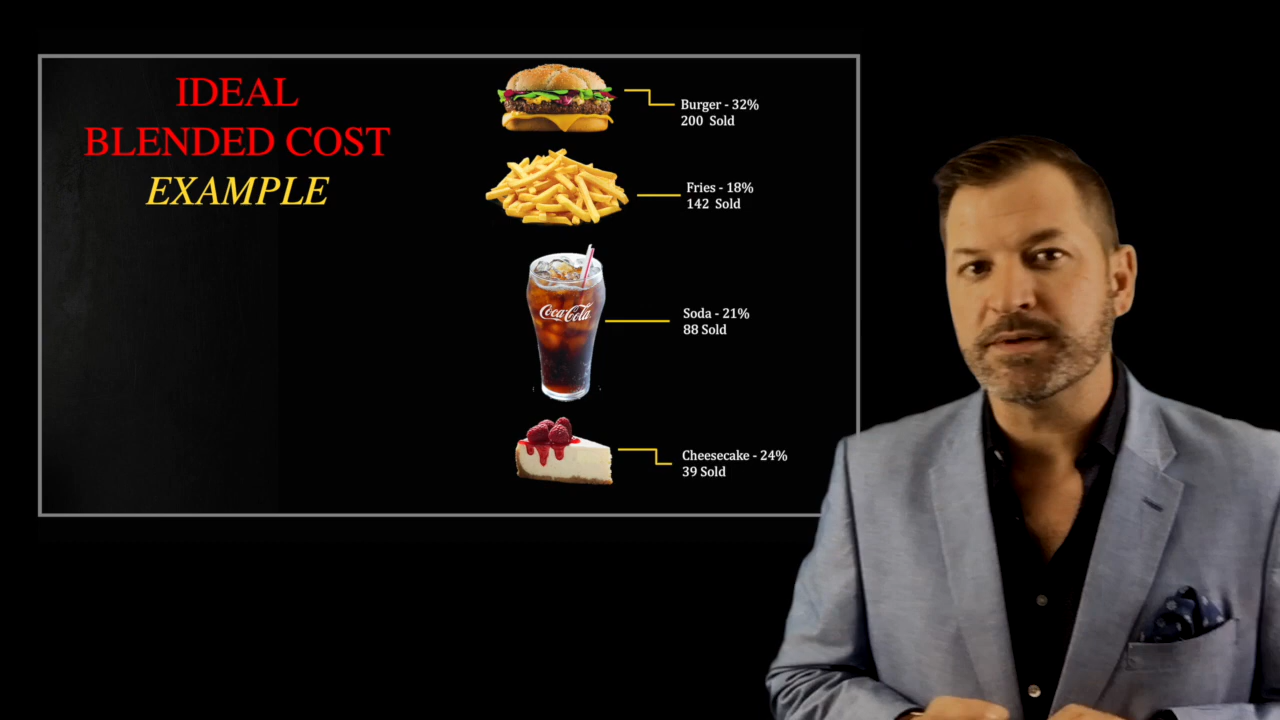 IDEAL
BLENDED COST
EXAMPLE
Burger - 32%
200 Sold
Fries - 18%
142 Sold
Coca-Cola
Soda - 21%
88 Sold
Cheesecake - 24%
39 Sold